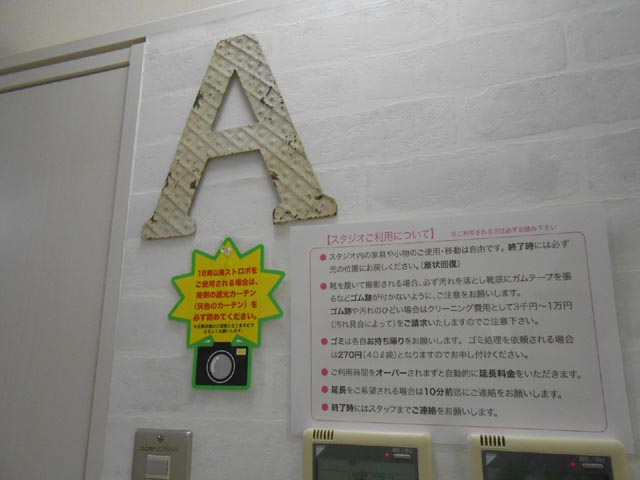 A
18時以降ストロボを
ご使用される場合は、
南側の遮光カーテン
(灰色のカーテン)を
必ず閉めてください。
【スタジオご利用について】 ※ご利用される方は必ずお読み下さい
● スタジオ内の家具や小物のご使用・移動は自由です。終了時には必ず
元の位置にお戻しください。(原状回復)
● 靴を履いて撮影される場合、必ず汚れを落とし靴底にガムテープを張
るなどゴム跡が付かないように、ご注意をお願いします。
ゴム跡や汚れのひどい場合はクリーニング費用として3千円~1万円
(汚れ具合によって)をご請求いたしますのでご注意下さい。
● ゴミは各自お持ち帰りをお願いします。ゴミ処理を依頼される場合
は270円(40ℓ袋)となりますのでお申し付けください。
● ご利用時間をオーバーされますと自動的に延長料金をいただきます。
● 延長をご希望される場合は10分前迄にご連絡をお願いします。
● 終了時にはスタッフまでご連絡をお願いします。